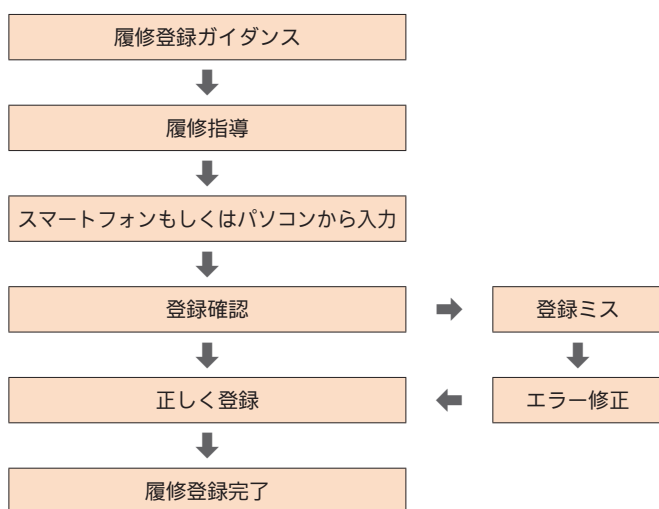 履修登録ガイダンス
履修指導
スマートフォンもしくはパソコンから入力
登録確認
登録ミス
正しく登録
エラー修正
履修登録完了